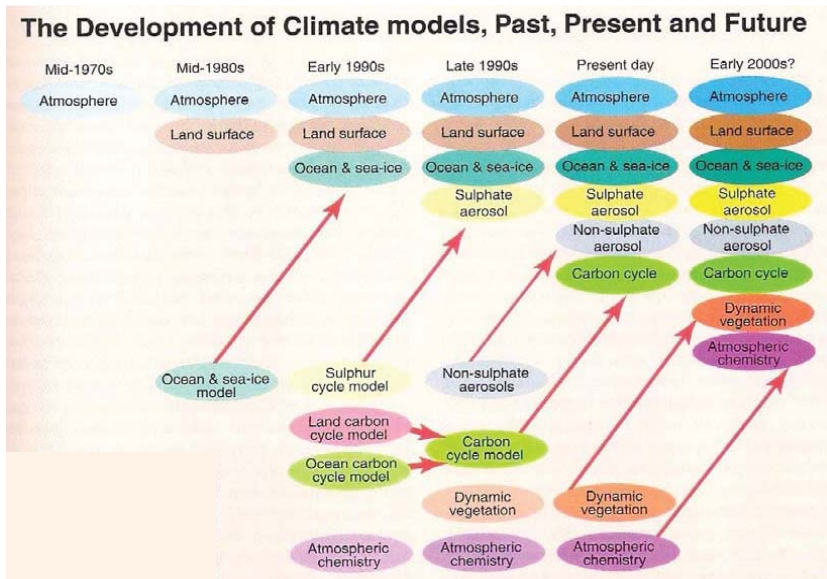 The Development of Climate models, Past, Present and Future
Mid-1970s
Mid-1980s
Early 1990s
Late 1990s
Present day
Early 2000s?
Atmosphere
Atmosphere
Atmosphere
Atmosphere
Atmosphere
Atmosphere
Land surface
Land surface
Land surface
Land surface
Land surface
Ocean & sea-ice
Ocean & sea-ice
Ocean & sea-ice
Ocean & sea-ice
Sulphate
aerosol
Sulphate
aerosol
Sulphate
aerosol
Non-sulphate
aerosol
Non-sulphate
aerosol
Carbon cycle
Carbon cycle
Dynamic
vegetation
Atmospheric
chemistry
Ocean & sea-ice
model
Sulphur
cycle model
Non-sulphate
aerosols
Land carbon
cycle model
Carbon
cycle model
Ocean carbon
cycle model
Dynamic
vegetation
Dynamic
vegetation
Atmospheric
chemistry
Atmospheric
chemistry
Atmospheric
chemistry